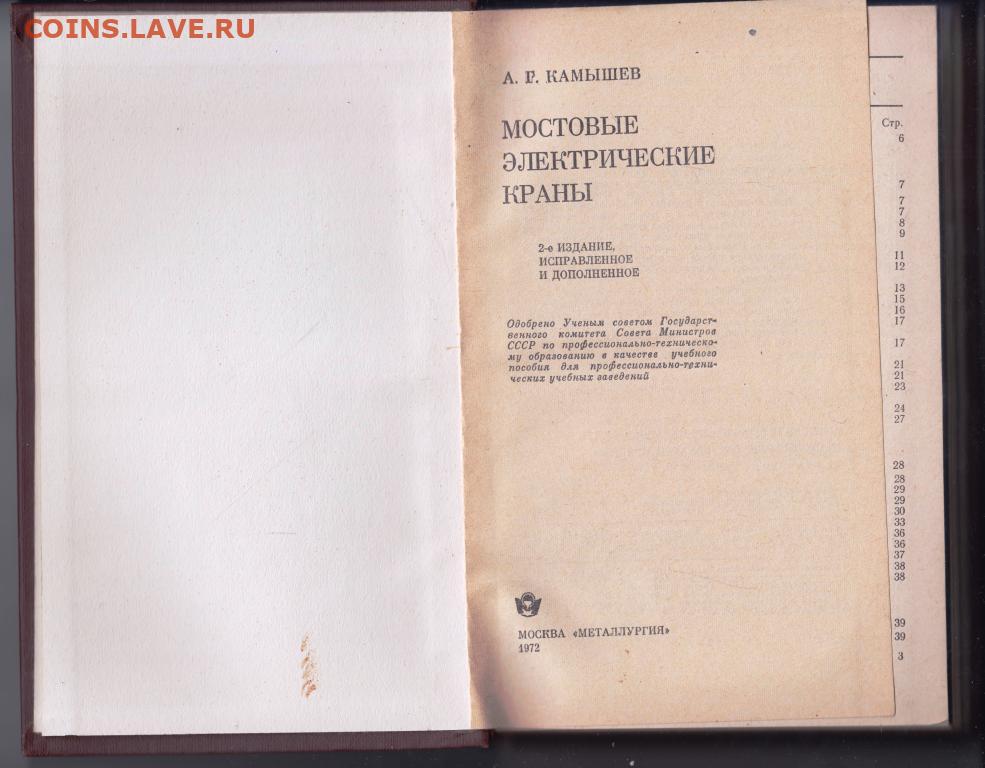 COINS.LAVE.RU
А. Г. КАМЫШЕВ
МОСТОВЫЕ
ЭЛЕКТРИЧЕСКИЕ
КРАНЫ
2-е ИЗДАНИЕ,
ИСПРАВЛЕННОЕ
И ДОПОЛНЕННОЕ
Одобрено Ученым советом Государст-
венного комитета Совета Министров
СССР по профессионально-техническо-
му образованию в качестве учебного
пособия для профессионально-техни-
ческих учебных заведений
МОСКВА «МЕТАЛЛУРГИЯ»
1972
Стр.
6
7
7
7
8
9
11
12
13
15
16
17
17
21
21
23
24
27
28
28
29
29
30
33
36
36
37
38
38
39
39
3